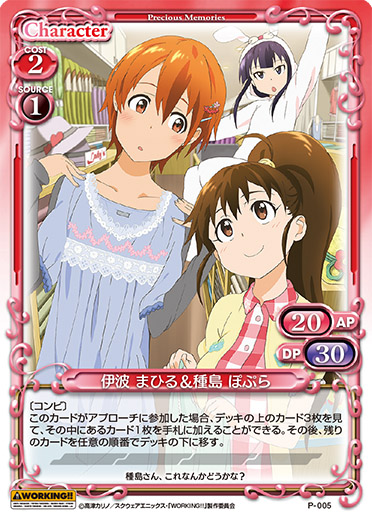 Precious Memories
Character
COST
2
SOURCE
1
20 AP
DP 30
伊波 まひる&種島 ぽぷら
［コンビ］
このカードがアプローチに参加した場合、デッキの上のカード3枚を見
て、その中にあるカード1枚を手札に加えることができる。その後、残り
のカードを任意の順番でデッキの下に移す。
種島さん、これなんかどうかな?
WORKING!!
©高津カリノ/スクウェアエニックス・「WORKING!!」製作委員会
P-005